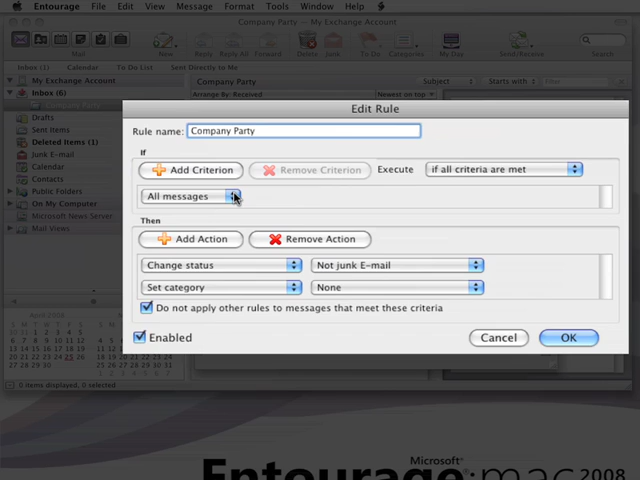 Entourage File Edit View Message Format Tools Window Help
Company Party — My Exchange Account
Mail New Reply Reply All Forward Delete Junk To Do Categories My Day Send/Receive Search
Inbox (1) Calendar To Do List Sent Directly to Me
My Exchange Account
Company Party
Subject
Starts with
Filter
Inbox (6)
Arrange By: Received
Newest on top
Company Party
Drafts
Sent Items
Deleted Items (1)
Junk E-mail
Calendar
Contacts
Public Folders
On My Computer
Microsoft News Server
Mail Views
Edit Rule
Rule name: Company Party
If
Add Criterion
Remove Criterion
Execute
if all criteria are met
All messages
Then
Add Action
Remove Action
Change status
Not junk E-mail
Set category
None
Do not apply other rules to messages that meet these criteria
Enabled
Cancel
OK
April 2008
0 items displayed, 0 selected
Microsoft®
Entourage:mac 2008